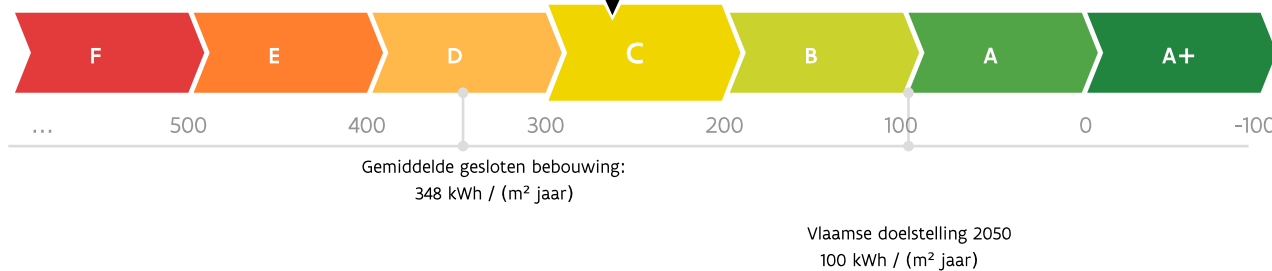 F E D C B A A+
... 500 400 300 200 100 0 -100
Gemiddelde gesloten bebouwing:
348 kWh / (m² jaar)
Vlaamse doelstelling 2050
100 kWh / (m² jaar)